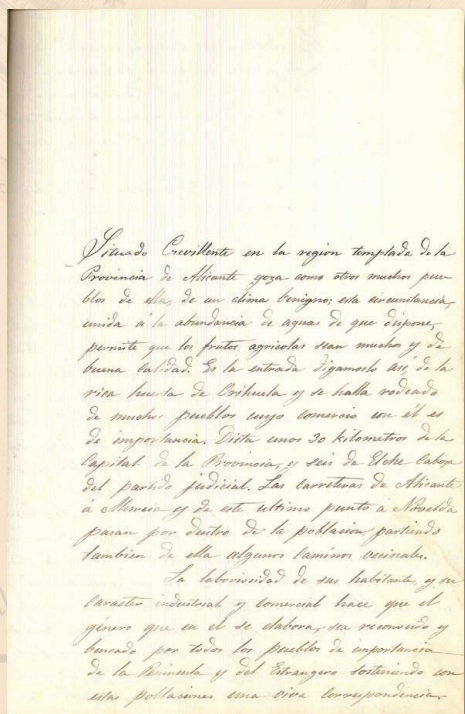 Situado Crevillente en la region templada de la
Provincia de Alicante goza como otros muchos pue-
blos de ella, de un clima benigno; esta circunstancia,
unida á la abundancia de aguas de que dispone,
permite que los frutos agricolas sean muchos y de
buena calidad. Es la entrada digamoslo asi, de la
rica huerta de Orihuela y se halla rodeado
de muchos pueblos cuyo comercio con el es
de importancia. Dista unos 30 kilometros de la
Capital de la Provincia, y seis de Elche Cabeza
del partido judicial. Las carreteras de Alicante
á Murcia y de este ultimo punto á Novelda
pasan por dentro de la poblacion, partiendo
tambien de ella algunos caminos vecinales.
La laboriosidad de sus habitantes, y su
caracter industrial y comercial hace que el
género que en el se elabora, sea reconocido y
buscado por todos los pueblos de importancia
de la Peninsula y del Estrangero sosteniendo con
estas poblaciones una viva correspondencia.